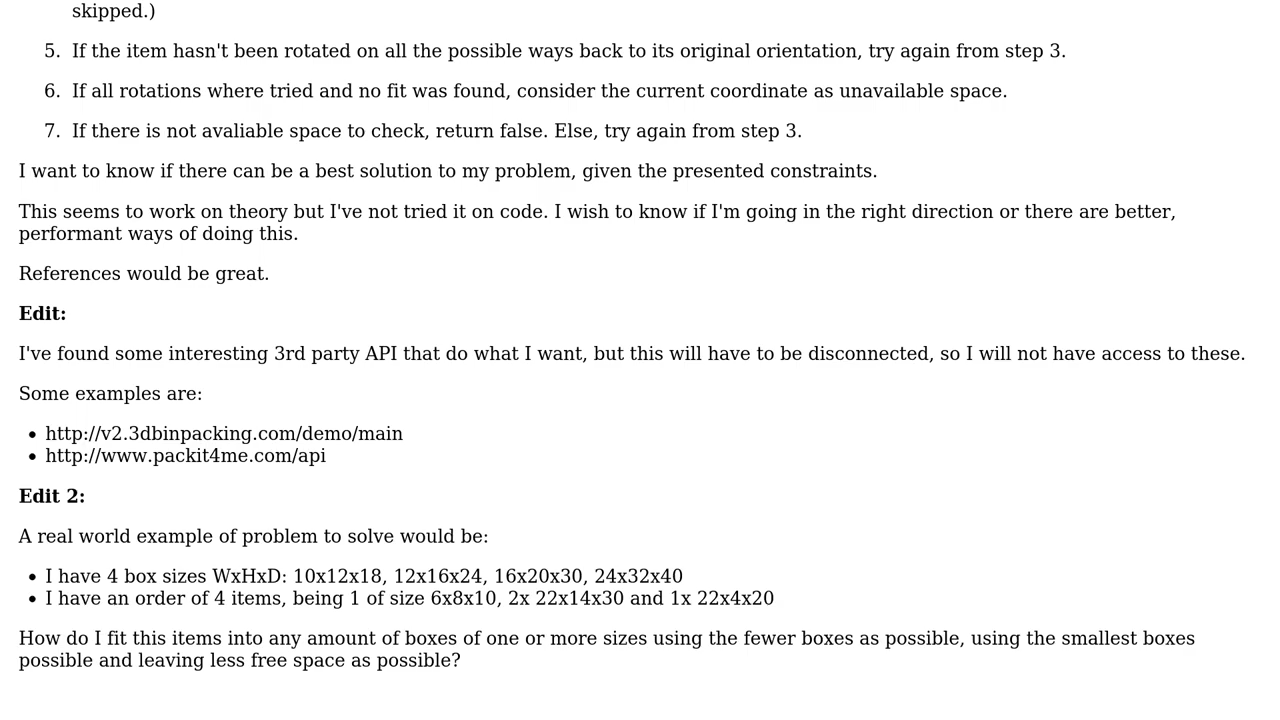 skipped.)
5. If the item hasn't been rotated on all the possible ways back to its original orientation, try again from step 3.
6. If all rotations where tried and no fit was found, consider the current coordinate as unavailable space.
7. If there is not avaliable space to check, return false. Else, try again from step 3.
I want to know if there can be a best solution to my problem, given the presented constraints.
This seems to work on theory but I've not tried it on code. I wish to know if I'm going in the right direction or there are better,
performant ways of doing this.
References would be great.
Edit:
I've found some interesting 3rd party API that do what I want, but this will have to be disconnected, so I will not have access to these.
Some examples are:
• http://v2.3dbinpacking.com/demo/main
• http://www.packit4me.com/api
Edit 2:
A real world example of problem to solve would be:
• I have 4 box sizes WxHxD: 10x12x18, 12x16x24, 16x20x30, 24x32x40
• I have an order of 4 items, being 1 of size 6x8x10, 2x 22x14x30 and 1x 22x4x20
How do I fit this items into any amount of boxes of one or more sizes using the fewer boxes as possible, using the smallest boxes
possible and leaving less free space as possible?